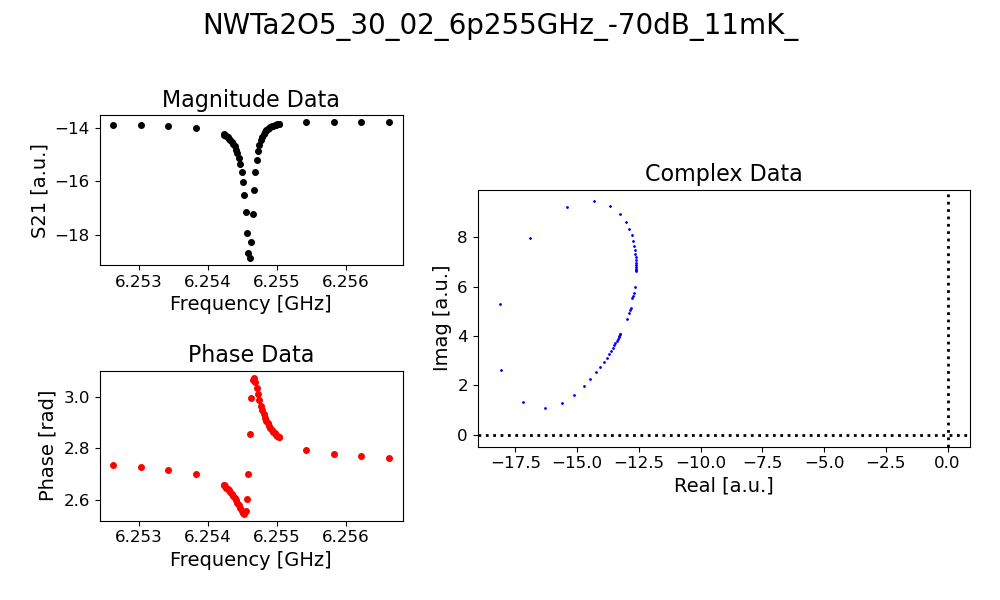 NWTa2O5_30_02_6p255GHz_-70dB_11mK_
Magnitude Data
S21 [a.u.]
−14
−16
−18
6.253 6.254 6.255 6.256
Frequency [GHz]
Phase Data
Phase [rad]
3.0
2.8
2.6
6.253 6.254 6.255 6.256
Frequency [GHz]
Complex Data
Imag [a.u.]
8
6
4
2
0
−17.5 −15.0 −12.5 −10.0 −7.5 −5.0 −2.5 0.0
Real [a.u.]